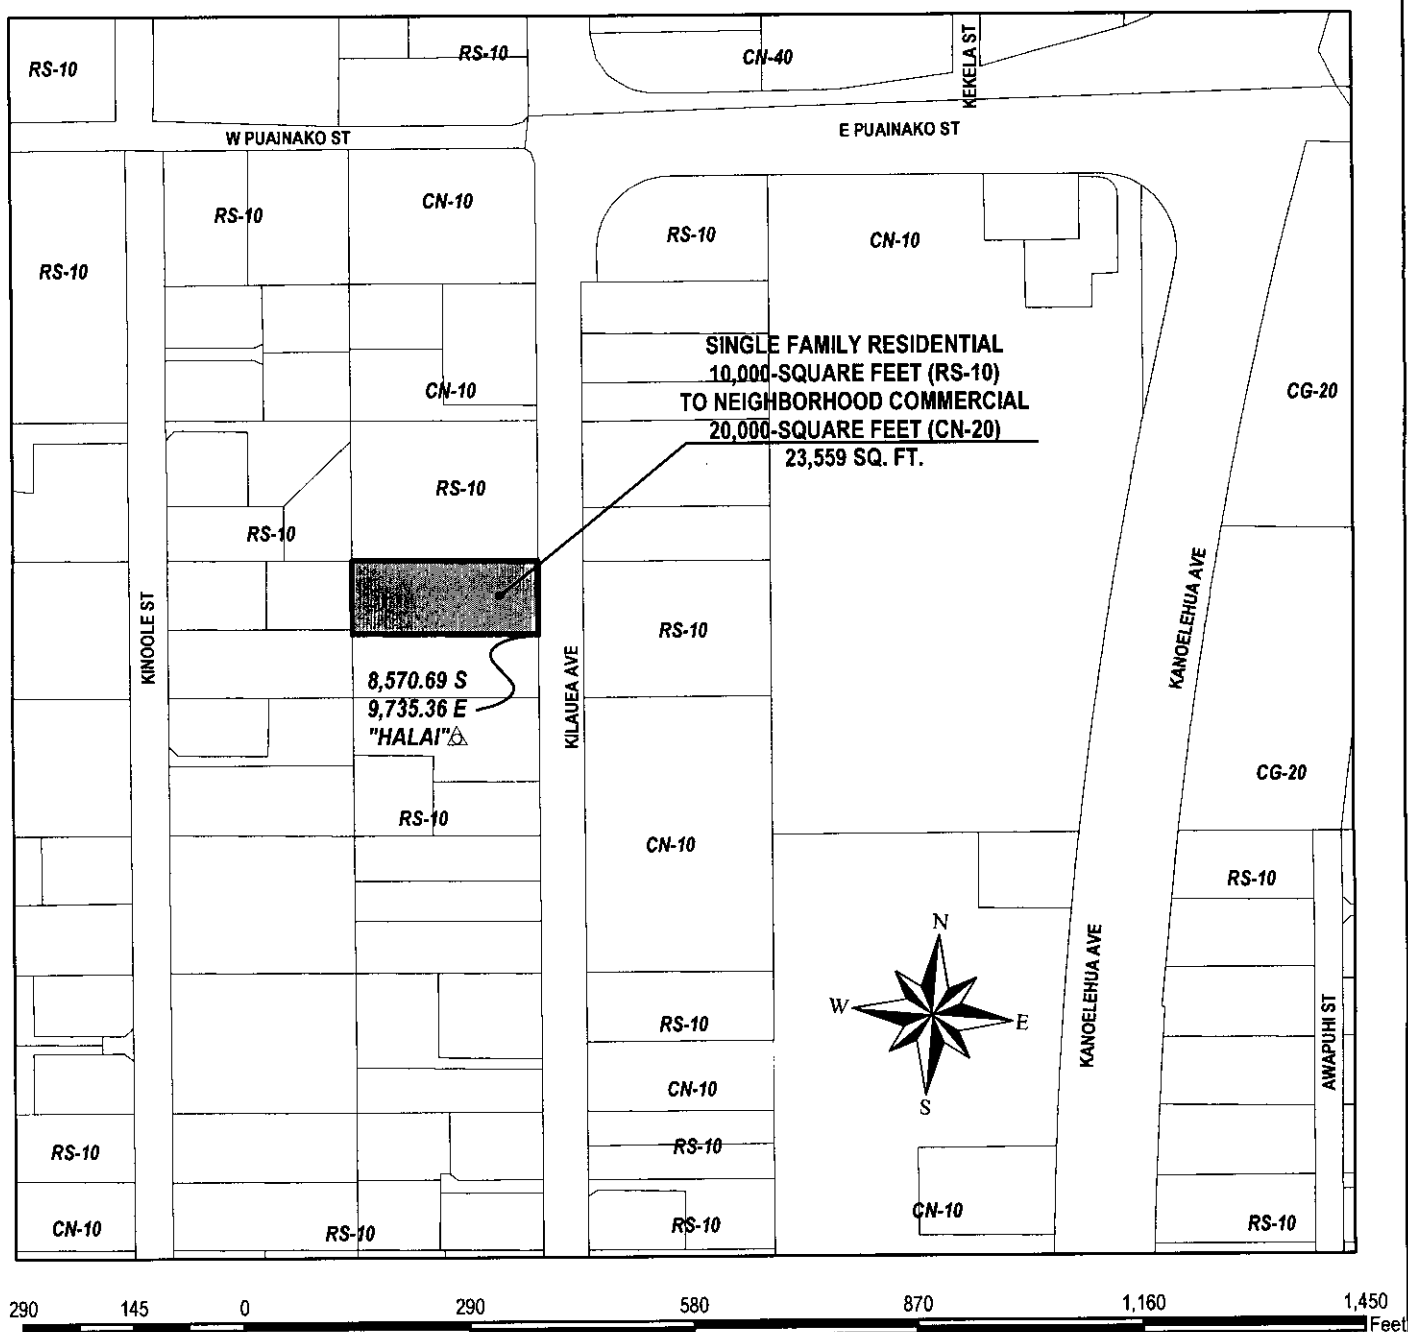 RS-10
RS-10
CN-40
KEKELA ST
W PUAINAKO ST
E PUAINAKO ST
RS-10
CN-10
RS-10
CN-10
RS-10
SINGLE FAMILY RESIDENTIAL
10,000-SQUARE FEET (RS-10)
TO NEIGHBORHOOD COMMERCIAL
20,000-SQUARE FEET (CN-20)
23,559 SQ. FT.
CN-10
CG-20
RS-10
RS-10
KINOOLE ST
KILAUEA AVE
RS-10
KANOELEHUA AVE
8,570.69 S
9,735.36 E
"HALAI"
CG-20
RS-10
CN-10
RS-10
N
W
E
S
KANOELEHUA AVE
AWAPUHI ST
RS-10
CN-10
RS-10
RS-10
CN-10
RS-10
RS-10
CN-10
RS-10
290 145 0 290 580 870 1,160 1,450
Feet